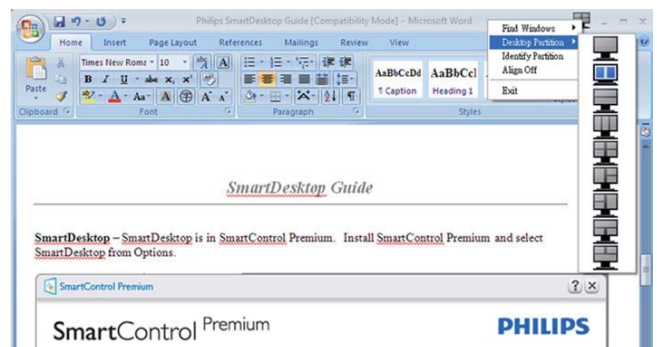 Philips SmartDesktop Guide [Compatibility Mode] - Microsoft Word
Home Insert Page Layout References Mailings Review View
Find Windows
Desktop Partition
Identify Partition
Align Off
Exit
Times New Roma 10
Paste
AaBbCcDd AaBbCcI
¶ Caption Heading 1
Clipboard Font Paragraph Styles
SmartDesktop Guide
SmartDesktop – SmartDesktop is in SmartControl Premium. Install SmartControl Premium and select
SmartDesktop from Options.
SmartControl Premium
SmartControl Premium PHILIPS